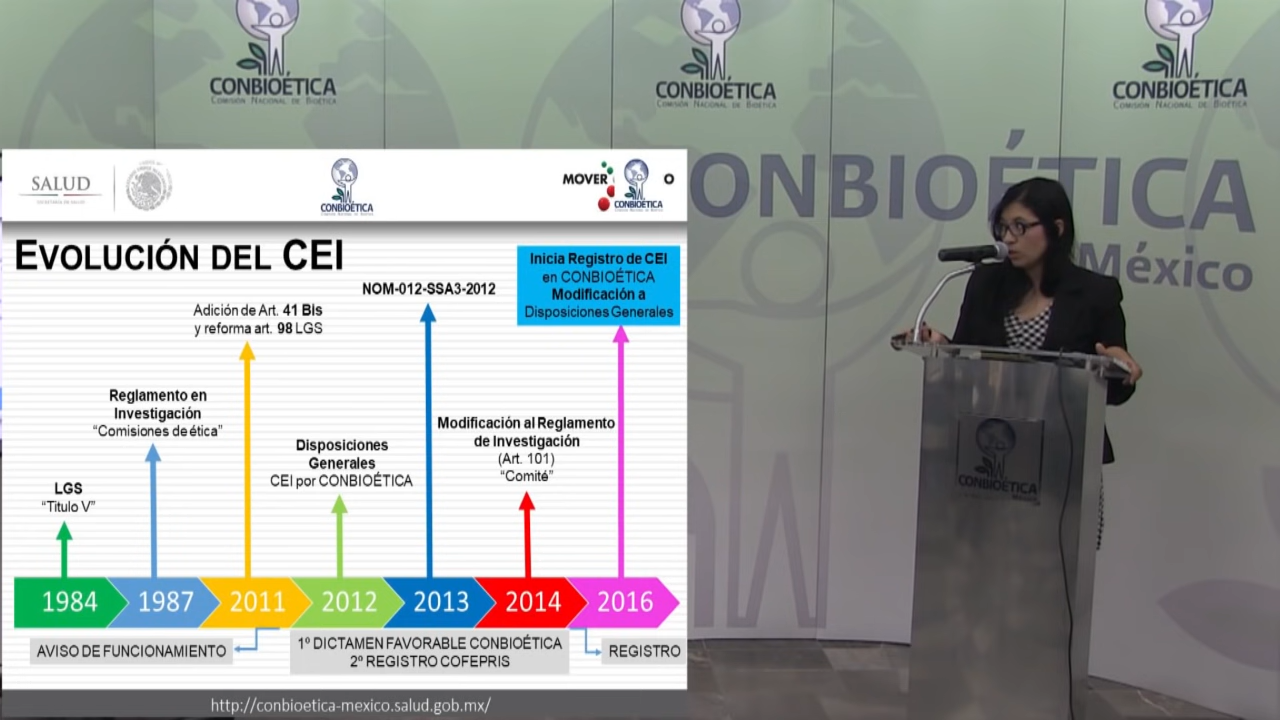 CONBIOÉTICA
COMISIÓN NACIONAL DE BIOÉTICA
CONBIOÉTICA
COMISIÓN NACIONAL DE BIOÉTICA
CONBIOÉTICA
COMISIÓN NACIONAL DE BIOÉTICA
ONBIOÉTICA
México
SALUD
SECRETARÍA DE SALUD
CONBIOÉTICA
MOVER
O
CONBIOÉTICA
EVOLUCIÓN DEL CEI
Inicia Registro de CEI
en CONBIOÉTICA
Modificación a
Disposiciones Generales
NOM-012-SSA3-2012
Adición de Art. 41 Bis
y reforma art. 98 LGS
Reglamento en
Investigación
“Comisiones de ética”
Modificación al Reglamento
de Investigación
(Art. 101)
“Comité”
Disposiciones
Generales
CEI por CONBIOÉTICA
LGS
“Titulo V”
1984 1987 2011 2012 2013 2014 2016
AVISO DE FUNCIONAMIENTO
1º DICTAMEN FAVORABLE CONBIOÉTICA
2º REGISTRO COFEPRIS
REGISTRO
http://conbioetica-mexico.salud.gob.mx/
CONBIOÉTICA
México